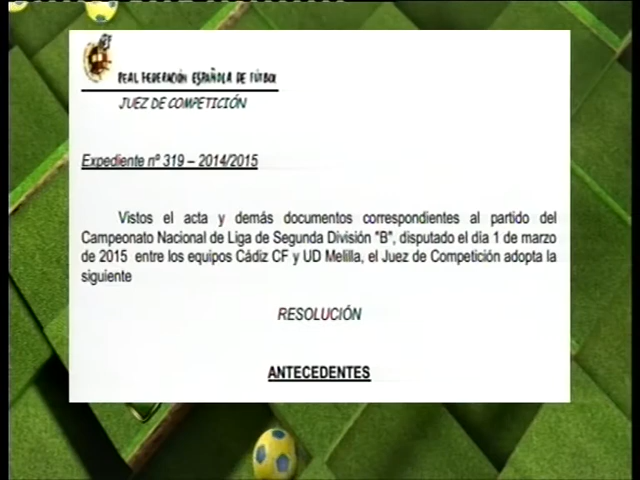 REAL FEDERACIÓN ESPAÑOLA DE FÚTBOL
JUEZ DE COMPETICIÓN
Expediente nº 319 – 2014/2015
Vistos el acta y demás documentos correspondientes al partido del
Campeonato Nacional de Liga de Segunda División "B", disputado el día 1 de marzo
de 2015 entre los equipos Cádiz CF y UD Melilla, el Juez de Competición adopta la
siguiente
RESOLUCIÓN
ANTECEDENTES